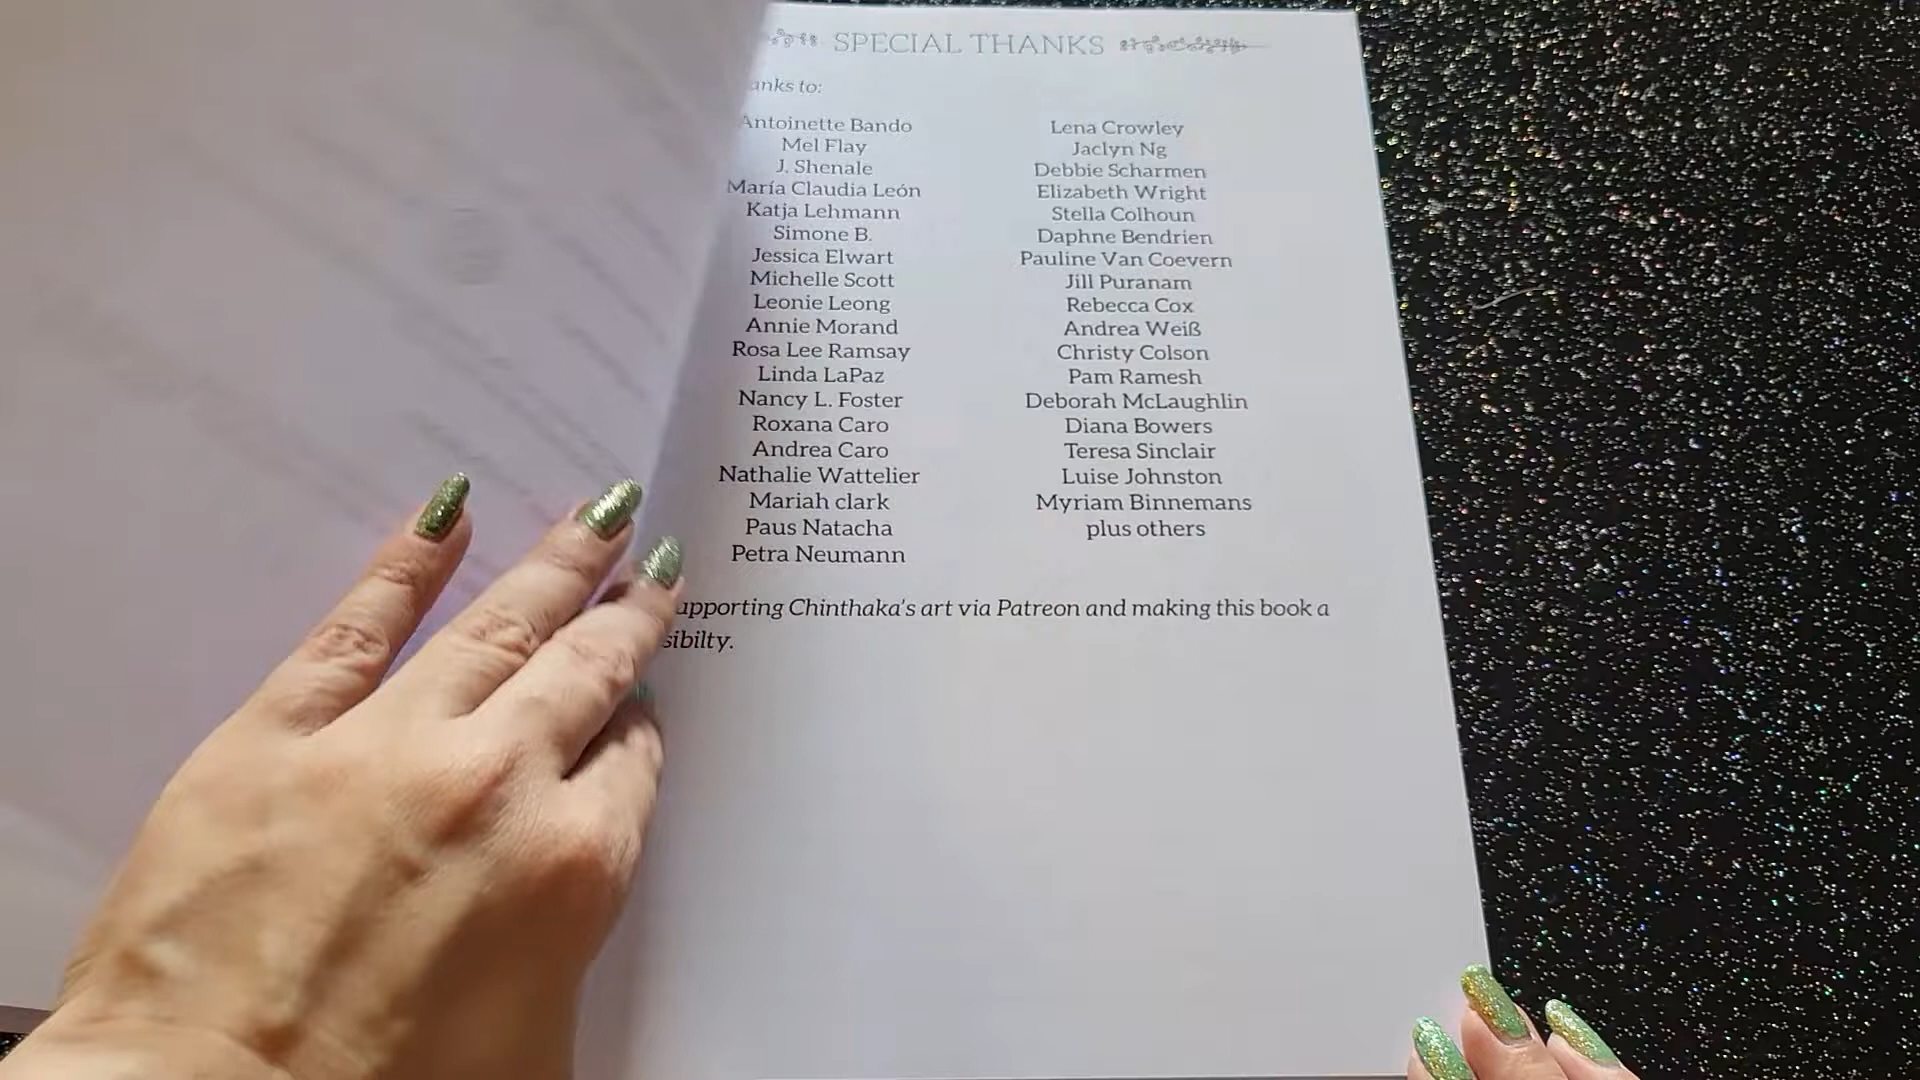 SPECIAL THANKS
to:
Antoinette Bando
Mel Flay
J. Shenale
María Claudia León
Katja Lehmann
Simone B.
Jessica Elwart
Michelle Scott
Leonie Leong
Annie Morand
Rosa Lee Ramsay
Linda LaPaz
Nancy L. Foster
Roxana Caro
Andrea Caro
Nathalie Wattelier
Mariah clark
Paus Natacha
Petra Neumann
Lena Crowley
Jaclyn Ng
Debbie Scharmen
Elizabeth Wright
Stella Colhoun
Daphne Bendrien
Pauline Van Coevern
Jill Puranam
Rebecca Cox
Andrea Weiß
Christy Colson
Pam Ramesh
Deborah McLaughlin
Diana Bowers
Teresa Sinclair
Luise Johnston
Myriam Binnemans
plus others
Chinthaka's art via Patreon and making this book a